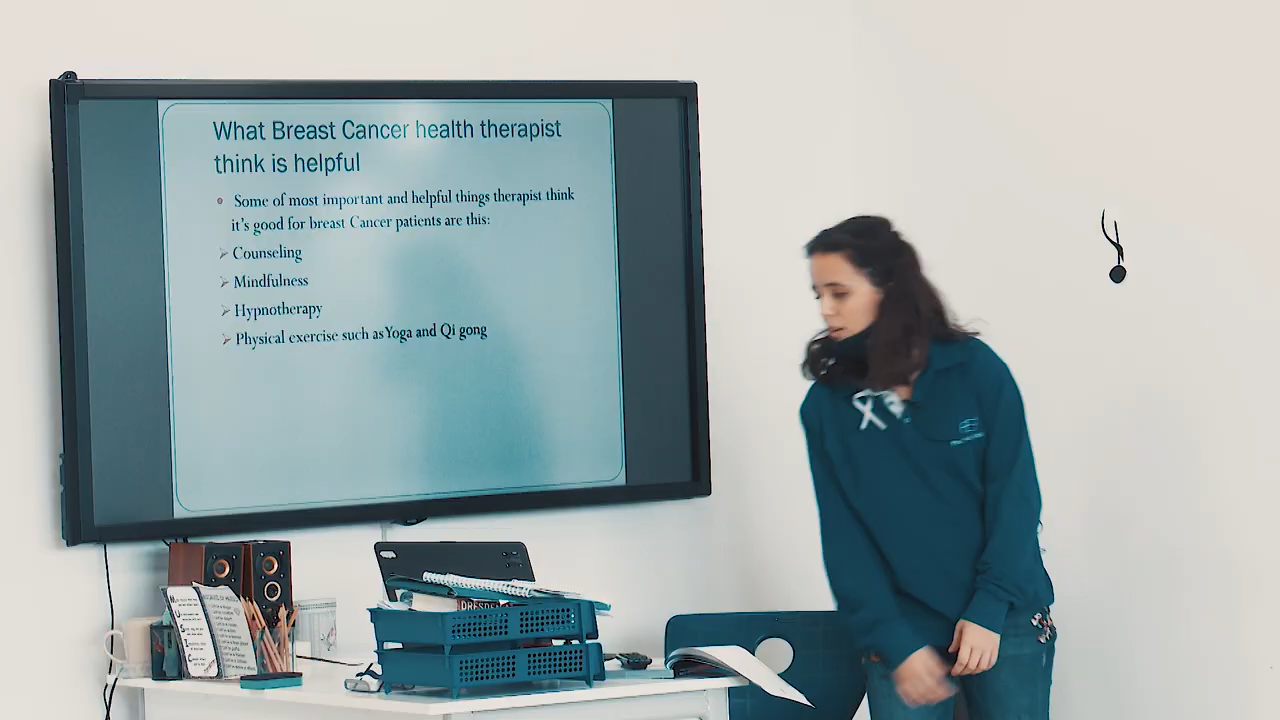 What Breast Cancer health therapist
think is helpful
Some of most important and helpful things therapist think
it's good for breast Cancer patients are this:
Counseling
Mindfulness
Hypnotherapy
Physical exercise such as Yoga and Qi gong
DRESDEN